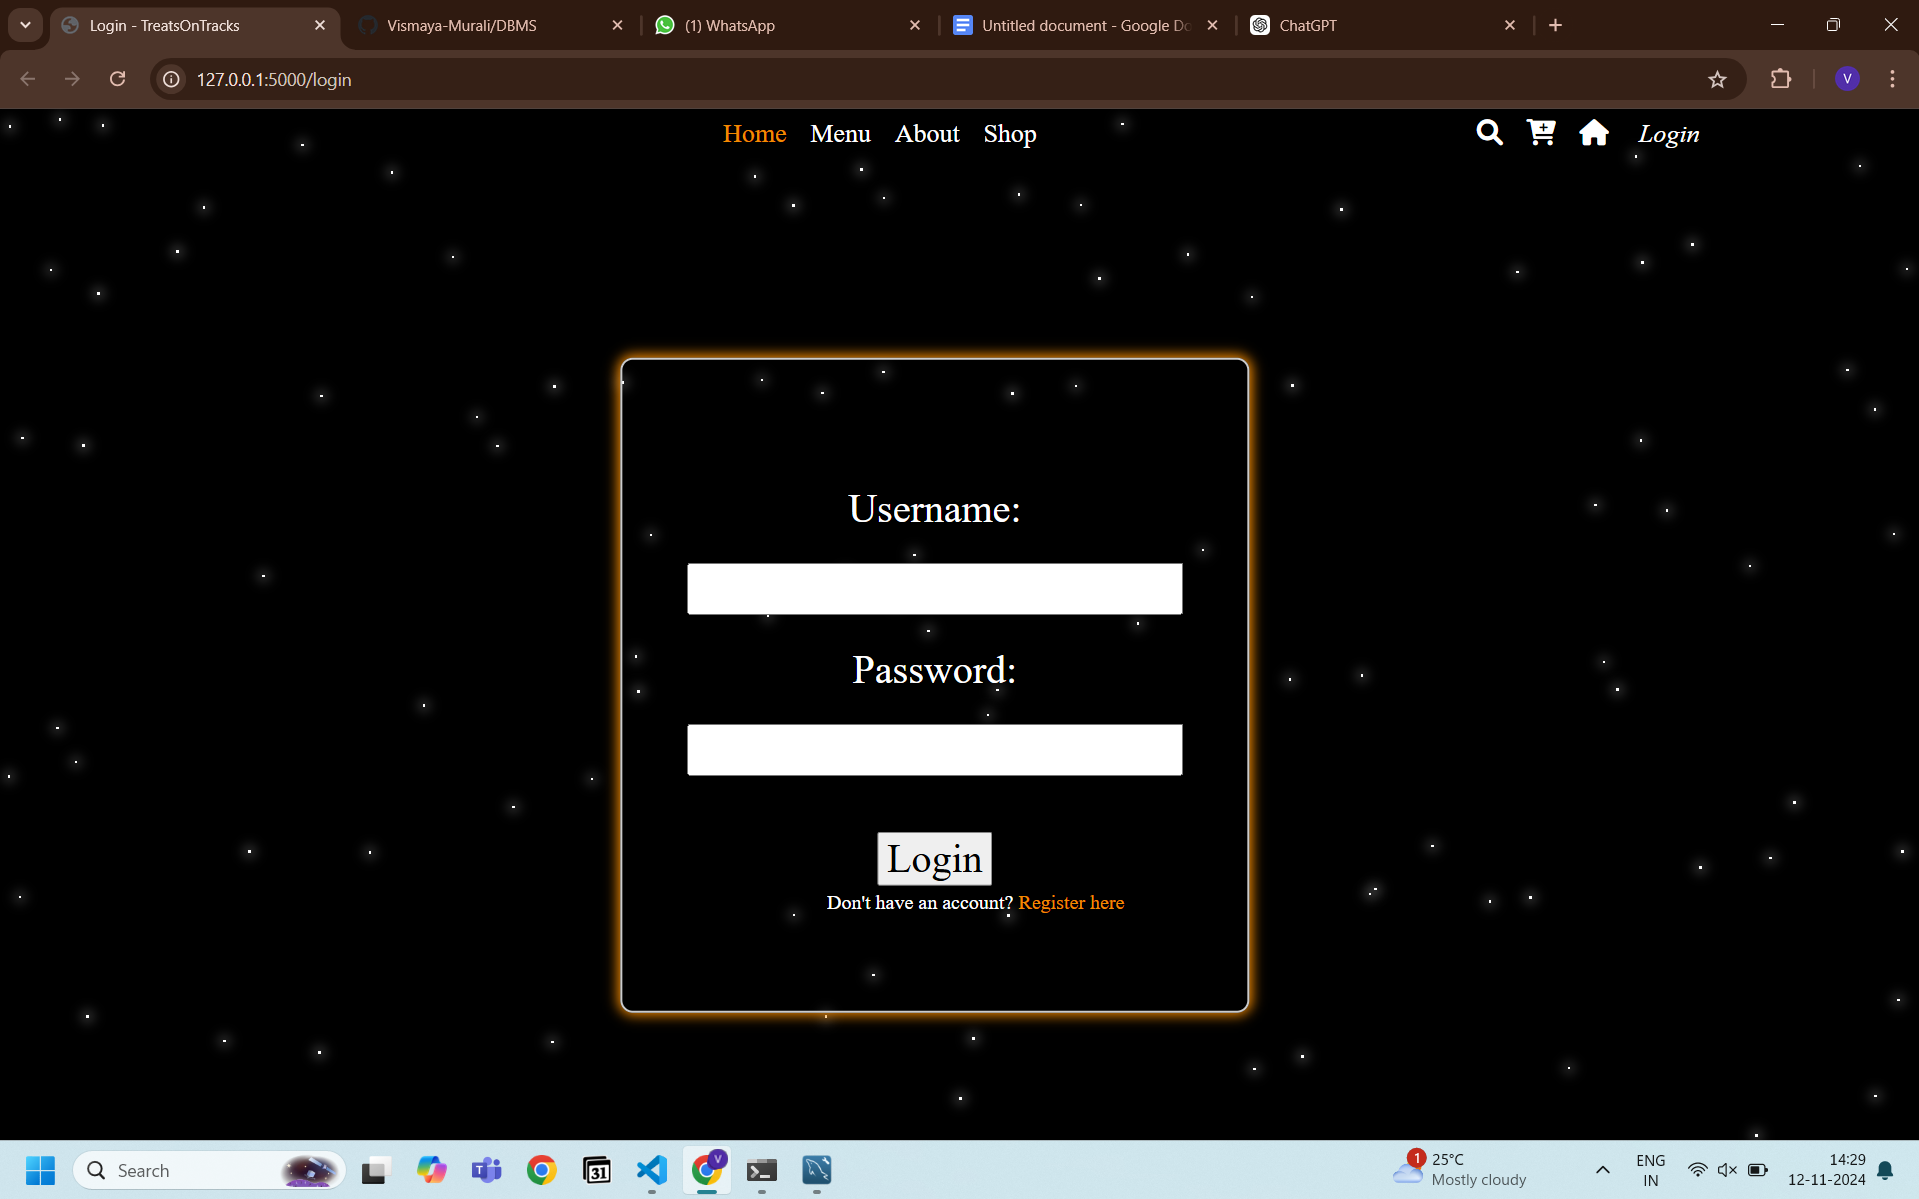 Login - TreatsOnTracks
Vismaya-Murali/DBMS
(1) WhatsApp
Untitled document - Google Do
ChatGPT
127.0.0.1:5000/login
V
Home Menu About Shop
Login
Username:
Password:
Login
Don't have an account? Register here
Search
31
V
1
25°C
Mostly cloudy
ENG
IN
14:29
12-11-2024